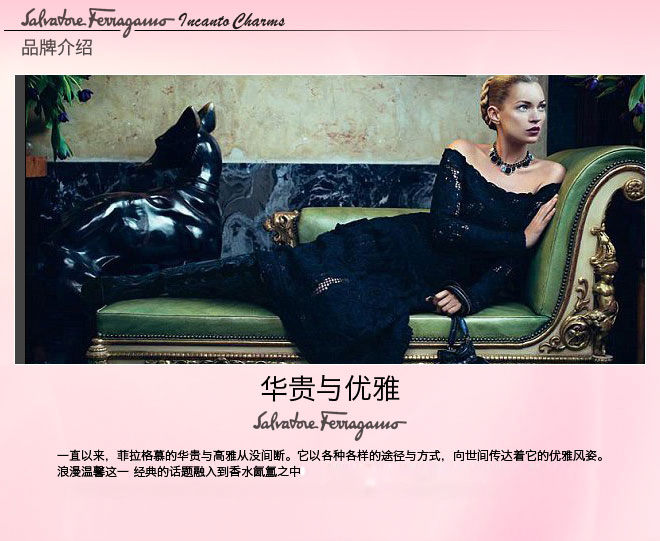 Salvatore Ferragamo Incanto Charms
品牌介绍
华贵与优雅
Salvatore Ferragamo
一直以来，菲拉格慕的华贵与高雅从没间断。它以各种各样的途径与方式，向世间传达着它的优雅风姿。
浪漫温馨这一 经典的话题融入到香水氤氲之中